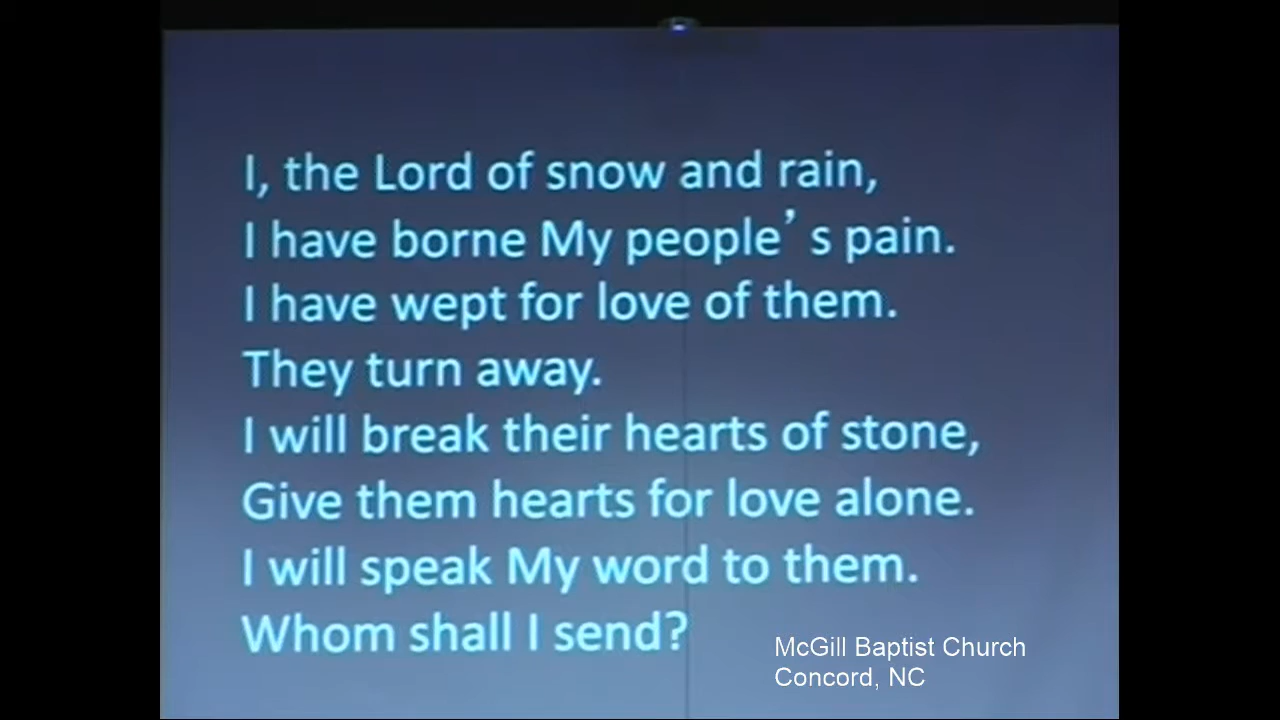 I, the Lord of snow and rain,
I have borne My people’s pain.
I have wept for love of them.
They turn away.
I will break their hearts of stone,
Give them hearts for love alone.
I will speak My word to them.
Whom shall I send?
McGill Baptist Church
Concord, NC